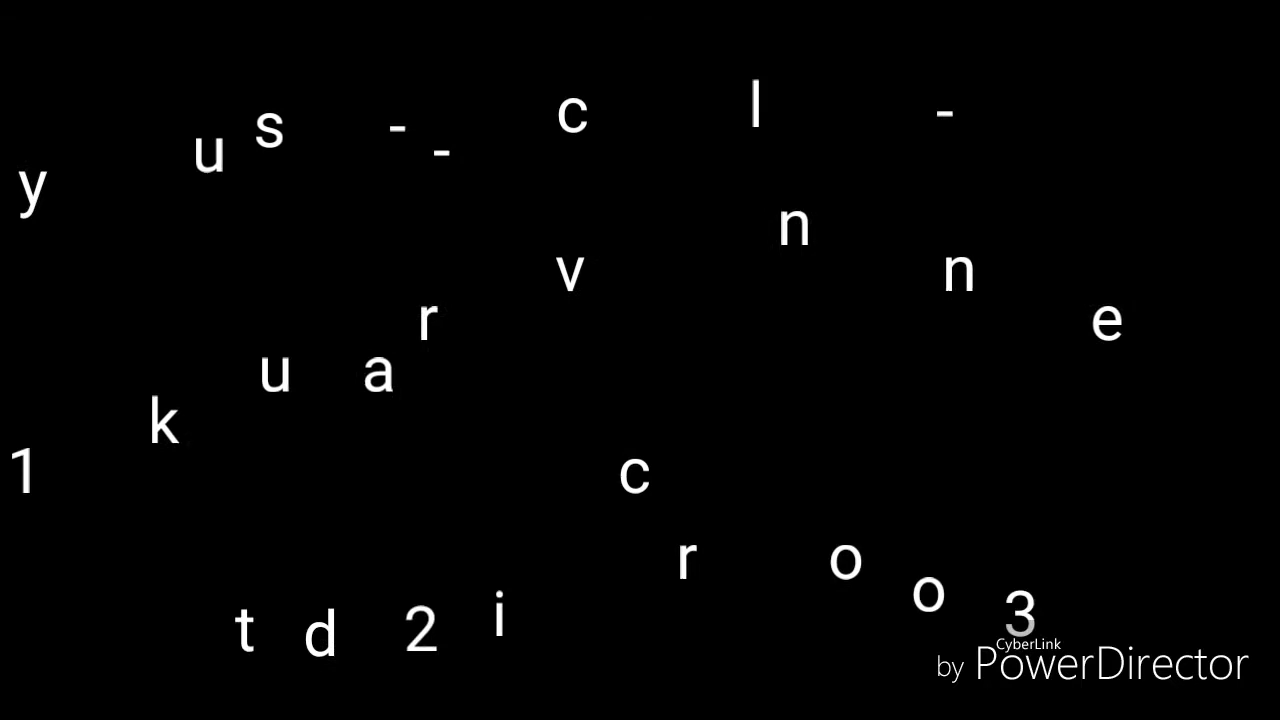 y u s - - c l -
n
v n
r e
u a
k
1 c
r o
o
t d 2 i 3
CyberLink
by PowerDirector